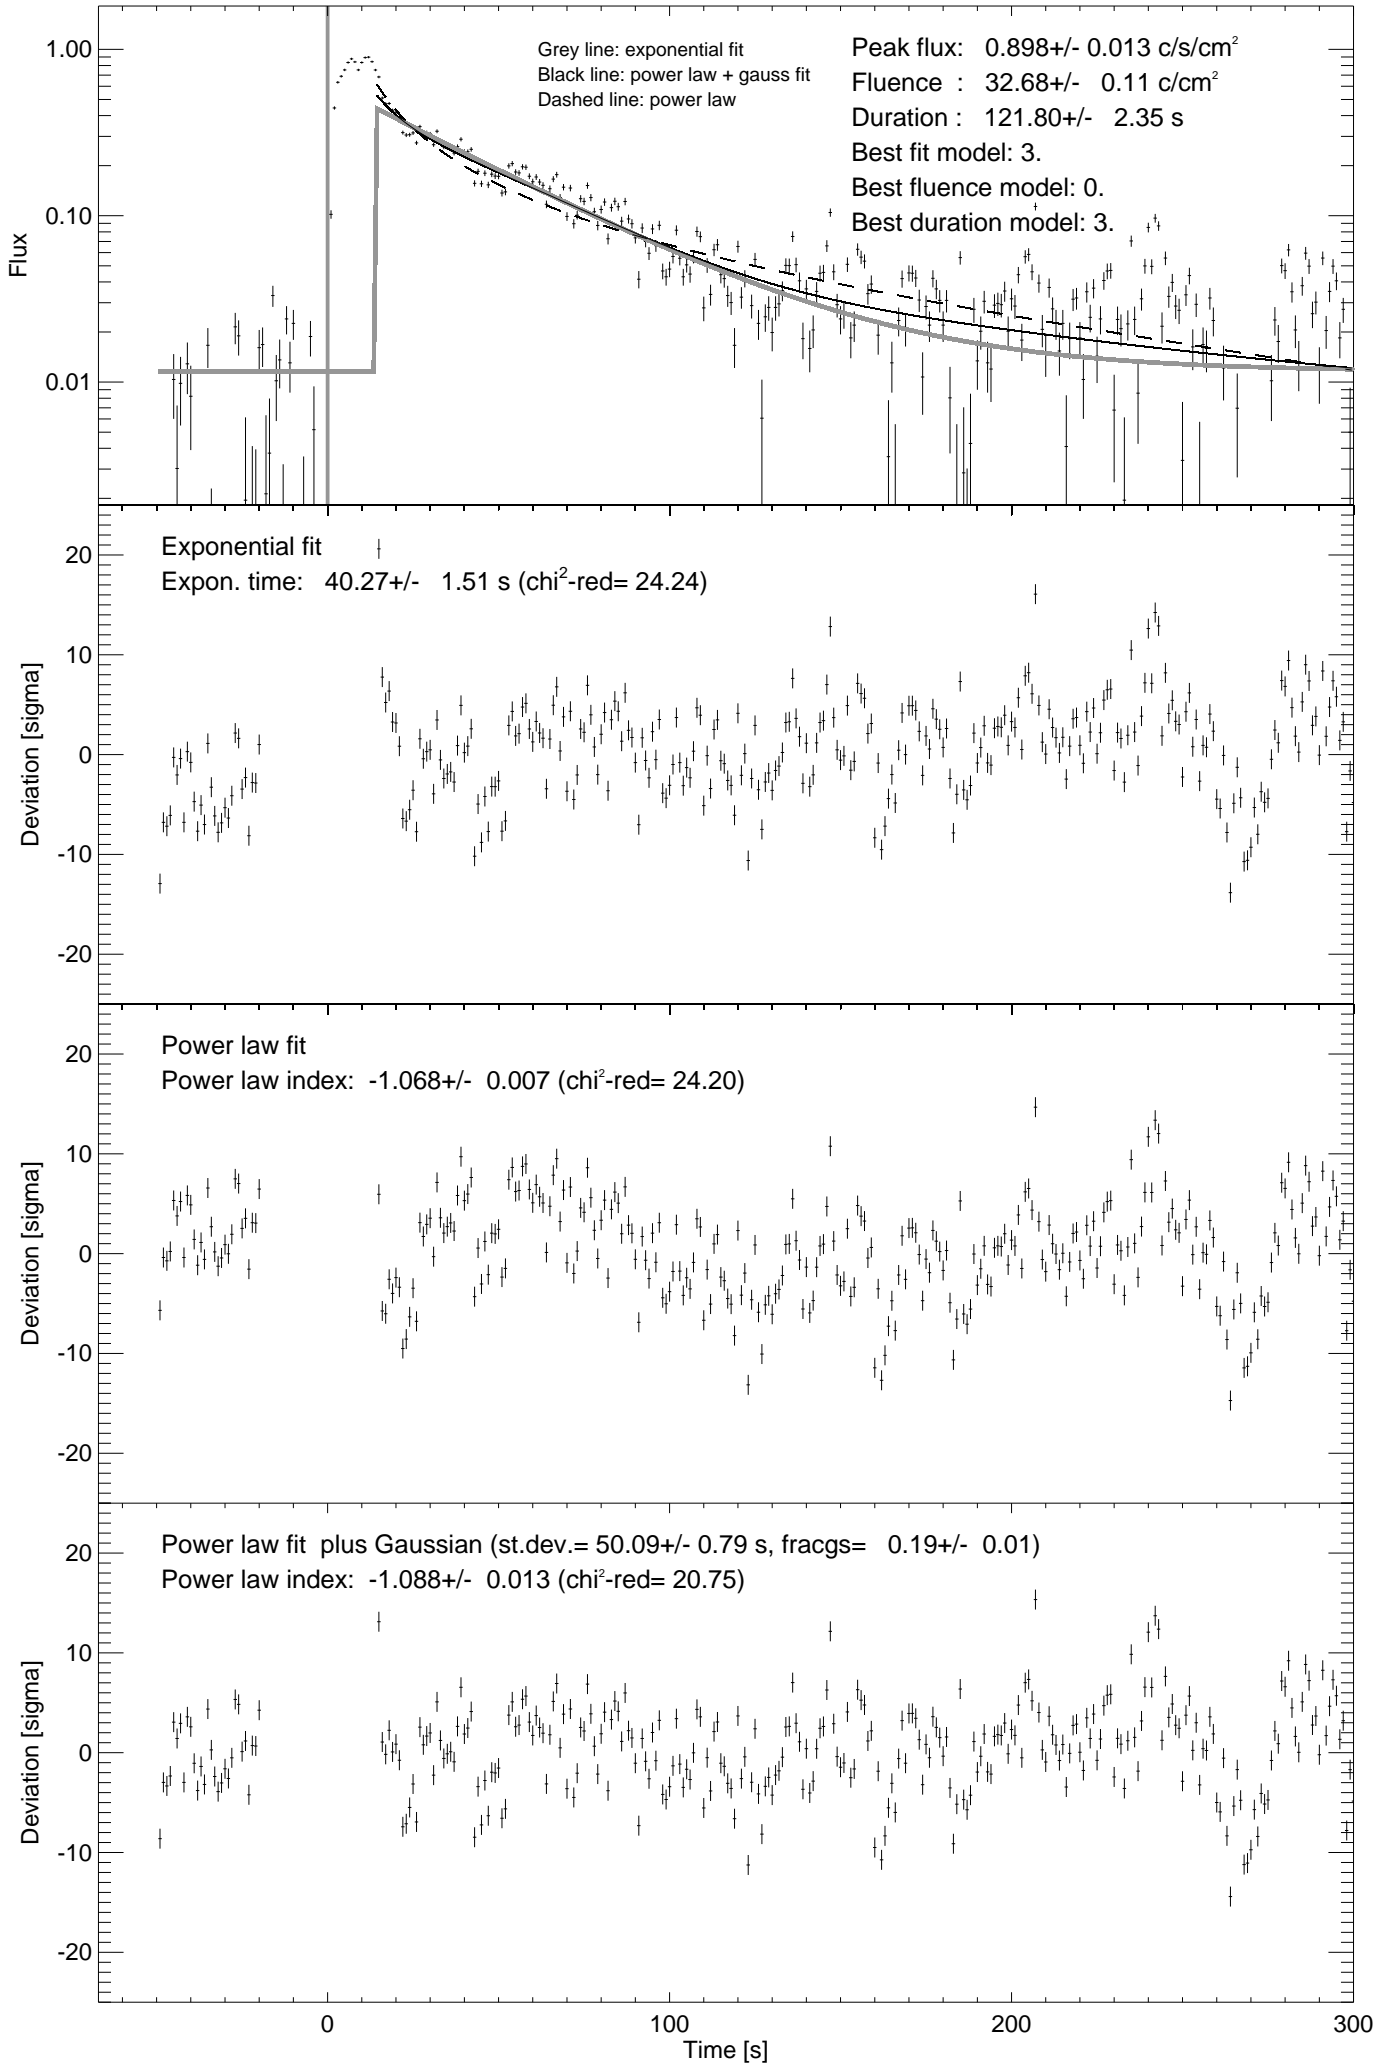 Grey line: exponential fit
Black line: power law + gauss fit
Dashed line: power law
Peak flux: 0.898+/- 0.013 c/s/cm²
Fluence : 32.68+/- 0.11 c/cm²
Duration : 121.80+/- 2.35 s
Best fit model: 3.
Best fluence model: 0.
Best duration model: 3.
1.00
0.10
0.01
Flux
Exponential fit
Expon. time: 40.27+/- 1.51 s (chi²-red= 24.24)
20
10
0
-10
-20
Deviation [sigma]
Power law fit
Power law index: -1.068+/- 0.007 (chi²-red= 24.20)
20
10
0
-10
-20
Deviation [sigma]
Power law fit plus Gaussian (st.dev.= 50.09+/- 0.79 s, fracgs= 0.19+/- 0.01)
Power law index: -1.088+/- 0.013 (chi²-red= 20.75)
20
10
0
-10
-20
Deviation [sigma]
0 100 200 300
Time [s]